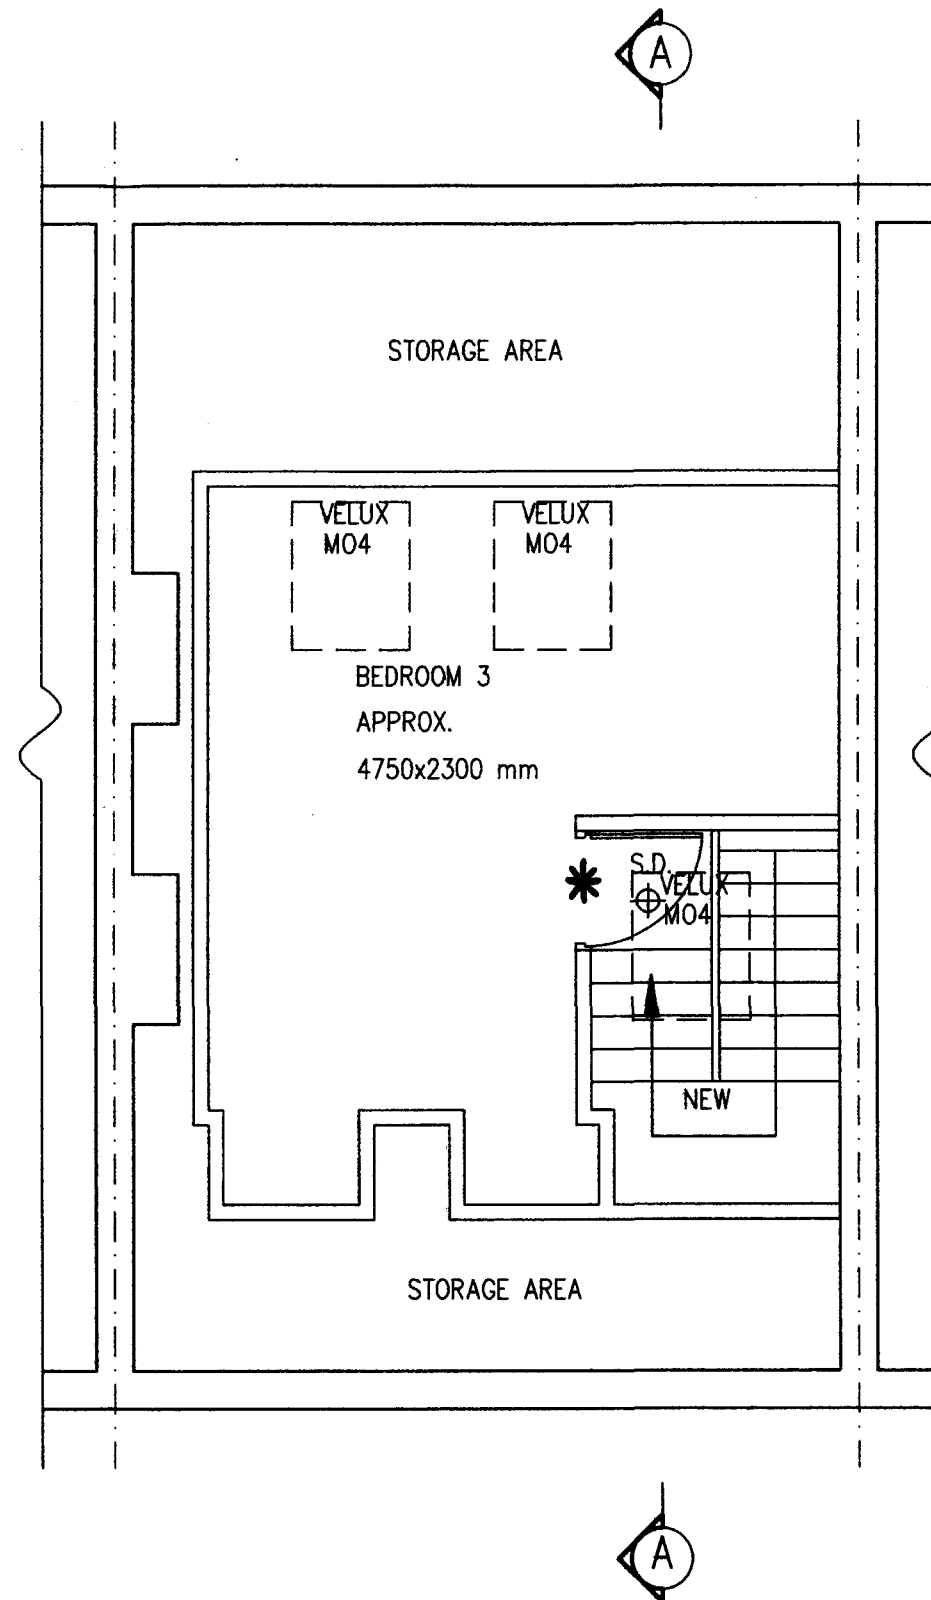 A
STORAGE AREA
VELUX
M04
VELUX
M04
BEDROOM 3
APPROX.
4750x2300 mm
S.D.
VELUX
M04
NEW
STORAGE AREA
A